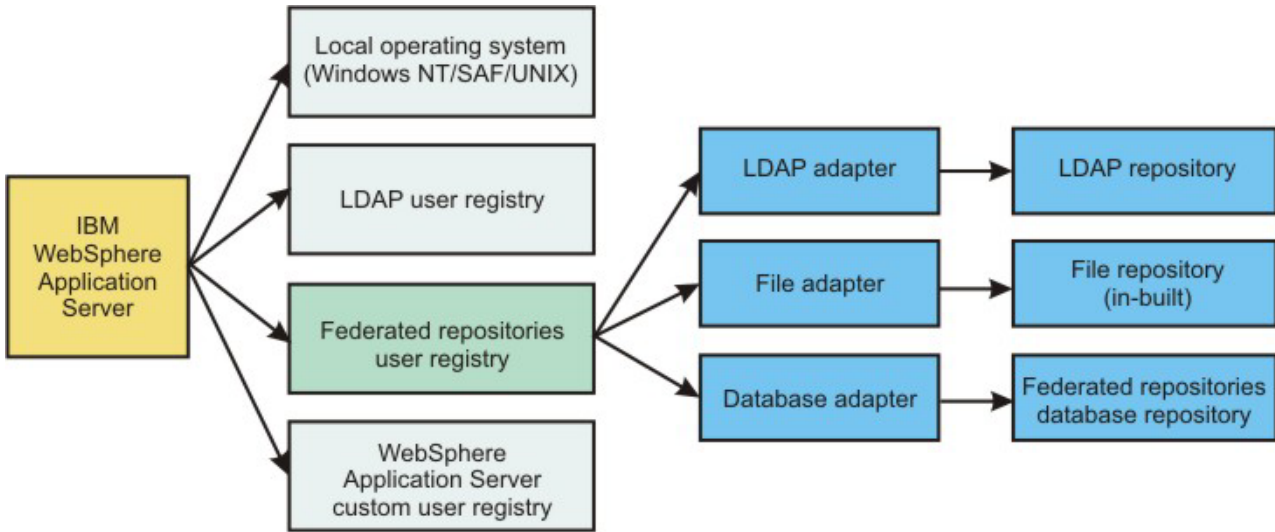 IBM
WebSphere
Application
Server
Local operating system
(Windows NT/SAF/UNIX)
LDAP user registry
Federated repositories
user registry
WebSphere
Application Server
custom user registry
LDAP adapter
File adapter
Database adapter
LDAP repository
File repository
(in-built)
Federated repositories
database repository